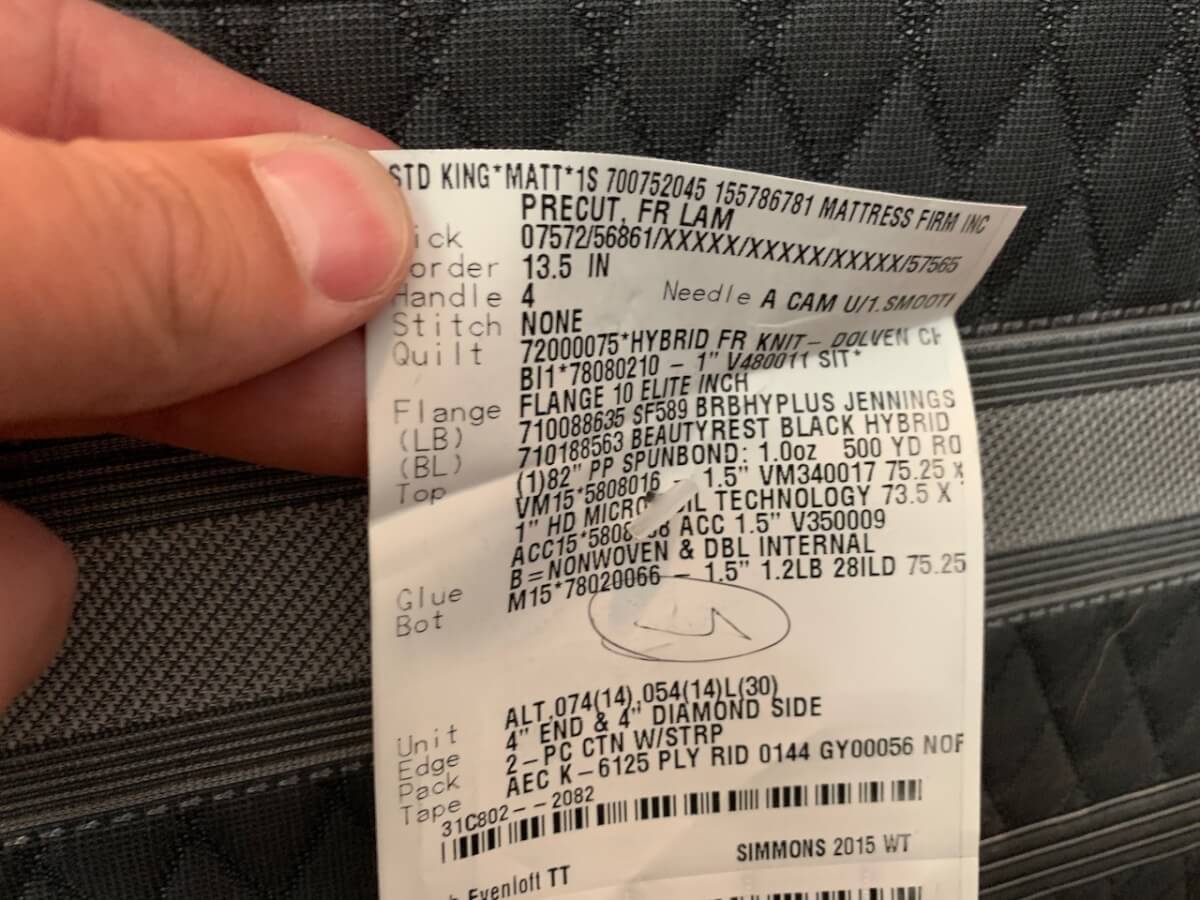 STD KING*MATT*1S 700752045 155786781 MATTRESS FIRM INC
PRECUT, FR LAM
ick 07572/56861/XXXXX/XXXXX/XXXXX/57565
order 13.5 IN
Handle 4 Needle A CAM U/1.SMOOTH
Stitch NONE
Quilt 72000075*HYBRID FR KNIT- DOLVEN CH
BI1*78080210 - 1" V480011 SIT*
Flange FLANGE 10 ELITE INCH
(LB) 710088635 SF589 BRBHYPLUS JENNINGS
(BL) 710188563 BEAUTYREST BLACK HYBRID
Top (1)82" PP SPUNBOND: 1.0oz 500 YD RO
VM15*5808016 - 1.5" VM340017 75.25 x
1" HD TECHNOLOGY 73.5 X
ACC 1.5" V350009
Glue B=NONWOVEN & DBL INTERNAL
Bot M15*78020066 - 1.5" 1.2LB 28ILD 75.25
Unit ALT,074(14),054(14)L(30)
Edge 4" END & 4" DIAMOND SIDE
Pack 2-PC CTN W/STRP
Tape AEC K-6125 PLY RID 0144 GY00056 NOF
31C802--2082
SIMMONS 2015 WT
Evenloft TT